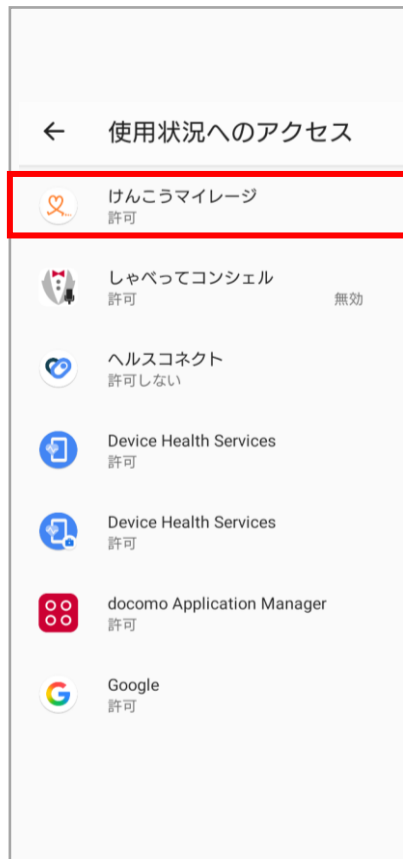 使用状況へのアクセス
けんこうマイレージ
許可
しゃべってコンシェル
許可 無効
ヘルスコネクト
許可しない
Device Health Services
許可
Device Health Services
許可
docomo Application Manager
許可
Google
許可